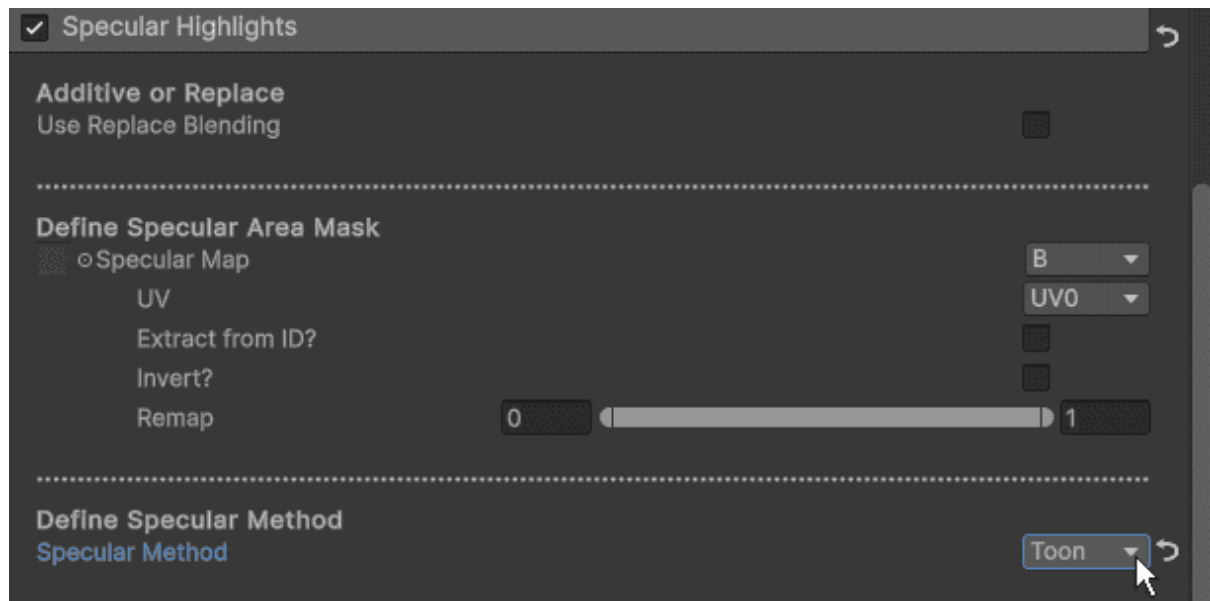 Specular Highlights
Additive or Replace
Use Replace Blending
Define Specular Area Mask
Specular Map B
UV UV0
Extract from ID?
Invert?
Remap 0 1
Define Specular Method
Specular Method Toon